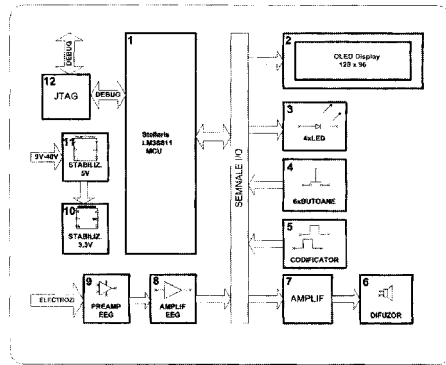 DEBUG
12
JTAG
DEBUG
1
Stellaris
MCU
2
OLED Display
128 x 96
3
4xLED
4
6xBUTOANE
5
CODIFICATOR
SEMNALE I/O
9V-40V
11
STABILIZ.
5V
10
STABILIZ.
3,3V
ELECTROZI
9
PREAMP
EEG
8
AMPLIF
EEG
7
AMPLIF
6
DIFUZOR